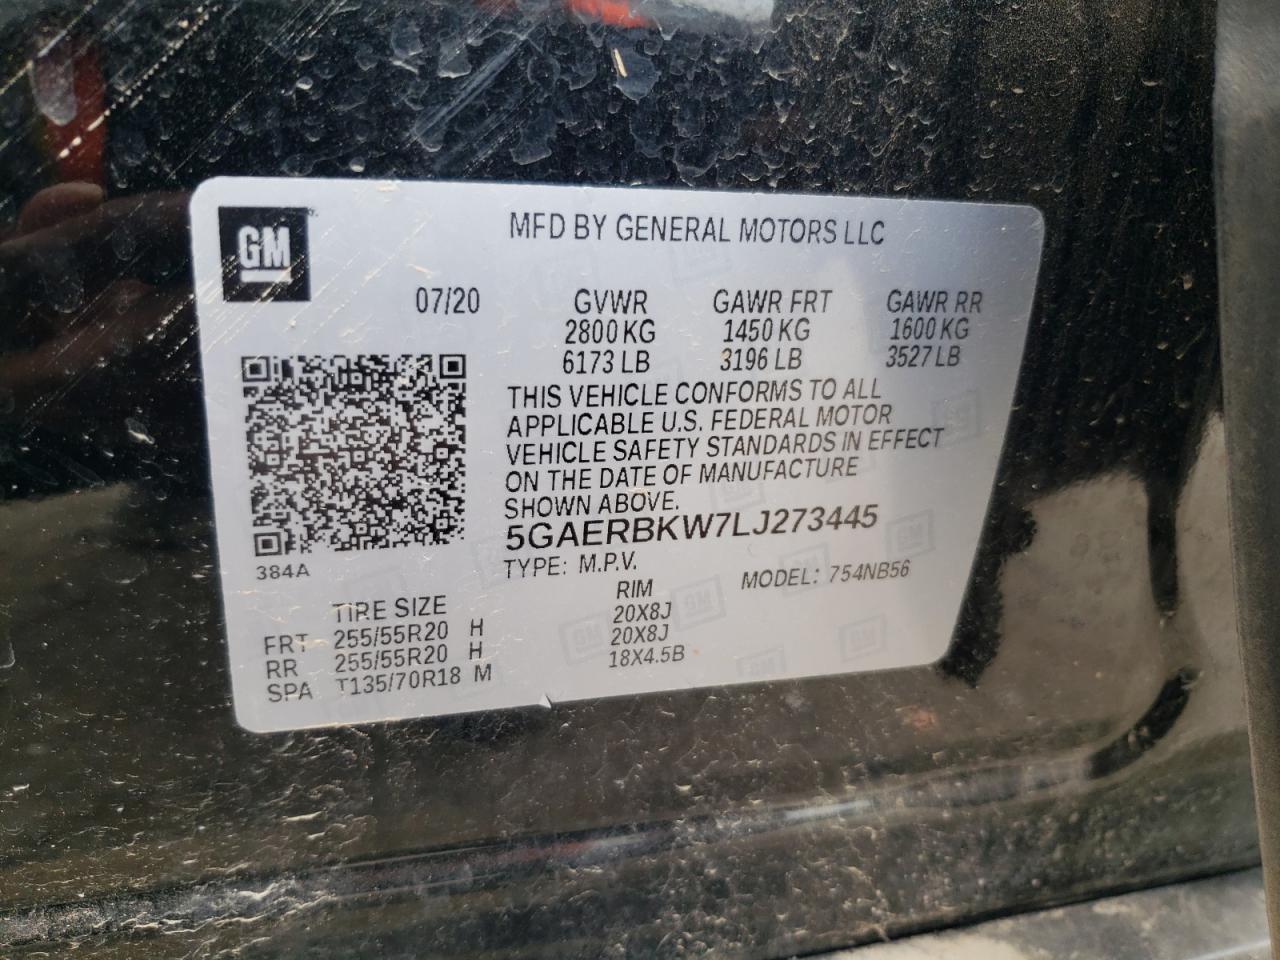 GM
MFD BY GENERAL MOTORS LLC
07/20 GVWR GAWR FRT GAWR RR
2800 KG 1450 KG 1600 KG
6173 LB 3196 LB 3527 LB
THIS VEHICLE CONFORMS TO ALL
APPLICABLE U.S. FEDERAL MOTOR
VEHICLE SAFETY STANDARDS IN EFFECT
ON THE DATE OF MANUFACTURE
SHOWN ABOVE.
5GAERBKW7LJ273445
384A
TYPE: M.P.V. MODEL: 754NB56
TIRE SIZE RIM
FRT 255/55R20 H 20X8J
RR 255/55R20 H 20X8J
SPA T135/70R18 M 18X4.5B